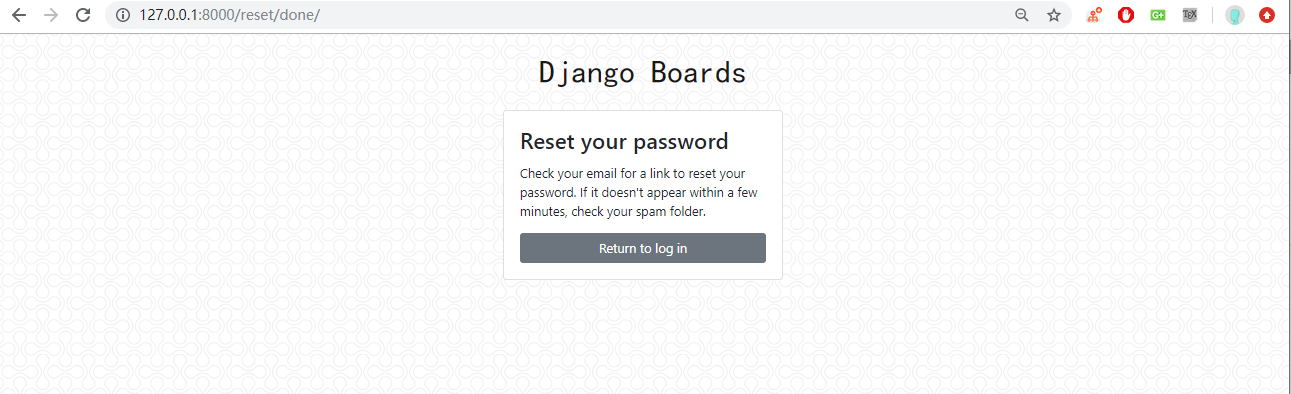 127.0.0.1:8000/reset/done/
Django Boards
Reset your password
Check your email for a link to reset your
password. If it doesn't appear within a few
minutes, check your spam folder.
Return to log in